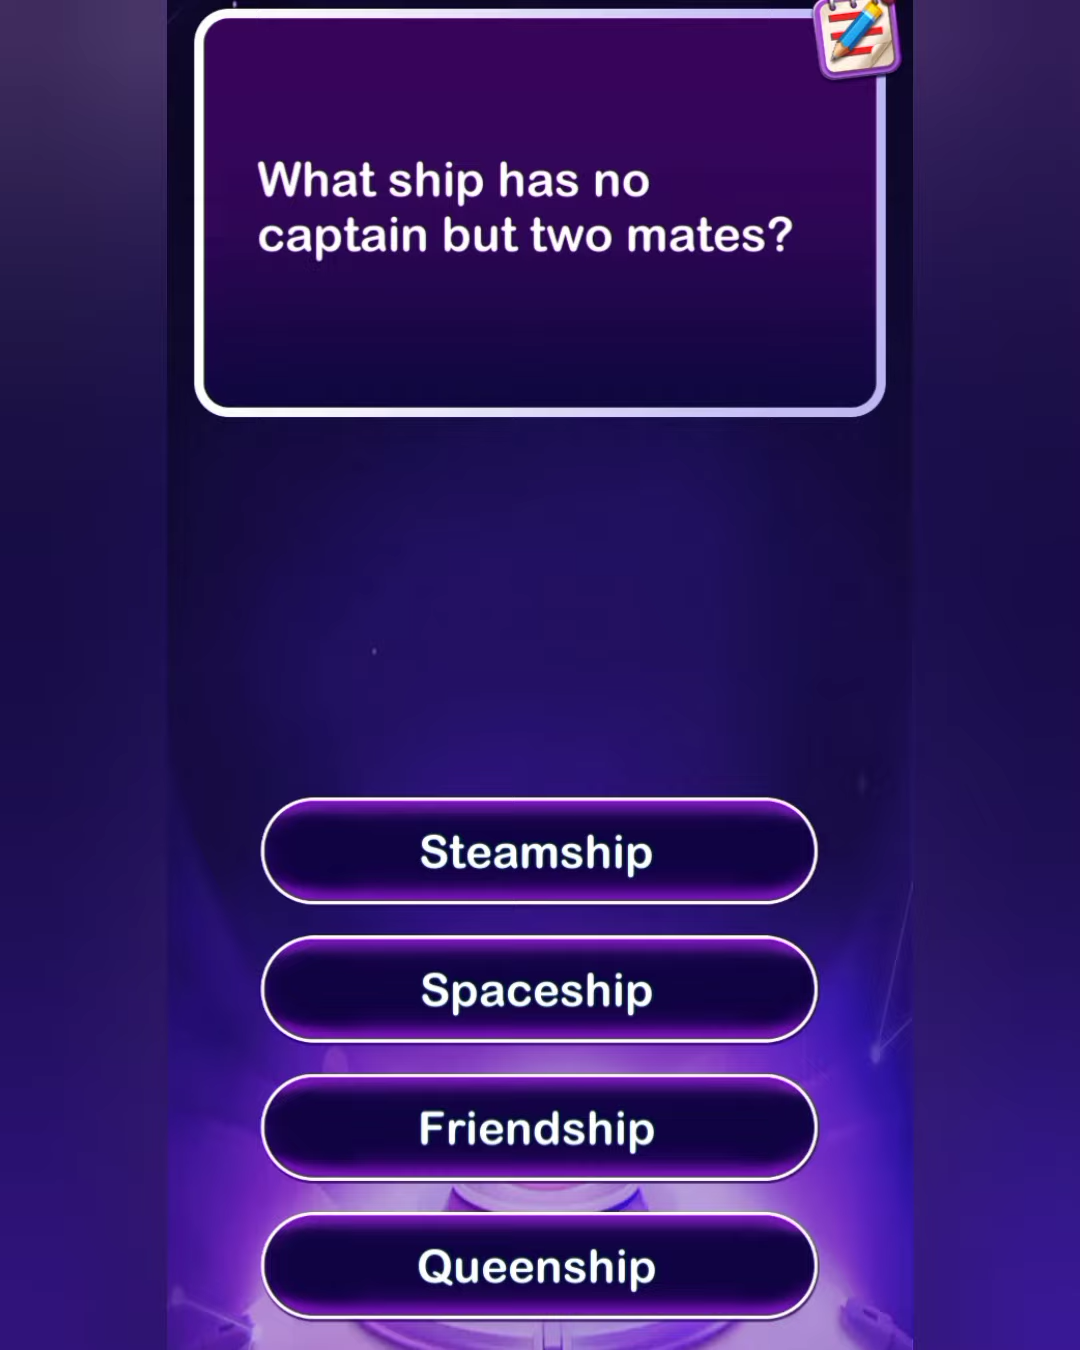 What ship has no
captain but two mates?
Steamship
Spaceship
Friendship
Queenship